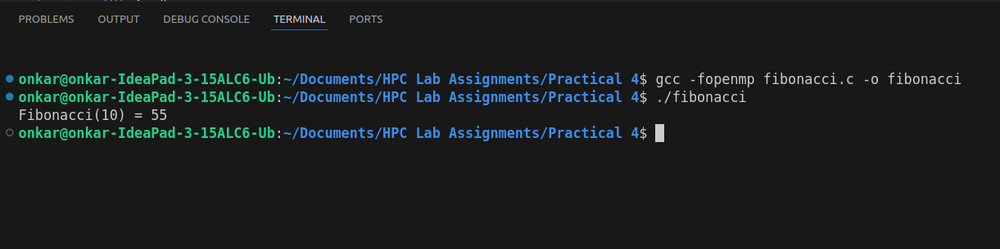 PROBLEMS OUTPUT DEBUG CONSOLE TERMINAL PORTS
onkar@onkar-IdeaPad-3-15ALC6-Ub:~/Documents/HPC Lab Assignments/Practical 4$ gcc -fopenmp fibonacci.c -o fibonacci
onkar@onkar-IdeaPad-3-15ALC6-Ub:~/Documents/HPC Lab Assignments/Practical 4$ ./fibonacci
Fibonacci(10) = 55
onkar@onkar-IdeaPad-3-15ALC6-Ub:~/Documents/HPC Lab Assignments/Practical 4$